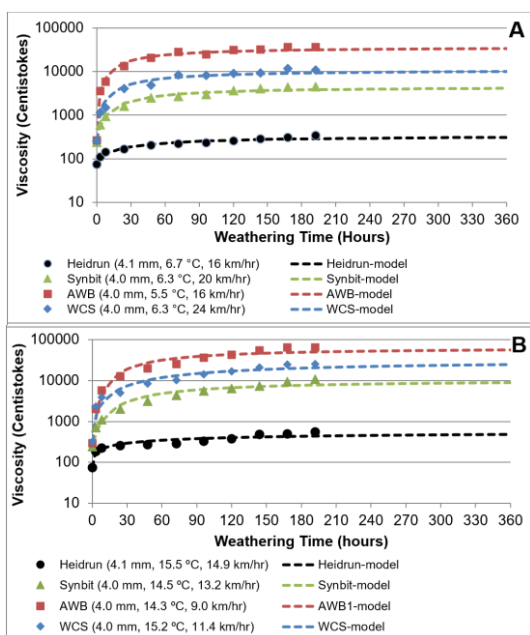 A
Viscosity (Centistokes)
100000
10000
1000
100
10
0 30 60 90 120 150 180 210 240 270 300 330 360
Weathering Time (Hours)
Heidrun (4.1 mm, 6.7 °C, 16 km/hr) Heidrun-model
Synbit (4.0 mm, 6.3 °C, 20 km/hr) Synbit-model
AWB (4.0 mm, 5.5 °C, 16 km/hr) AWB-model
WCS (4.0 mm, 6.3 °C, 24 km/hr) WCS-model
B
Viscosity (Centistokes)
100000
10000
1000
100
10
0 30 60 90 120 150 180 210 240 270 300 330 360
Weathering Time (hours)
Heidrun (4.1 mm, 15.5 ºC, 14.9 km/hr) Heidrun-model
Synbit (4.0 mm, 14.5 ºC, 13.2 km/hr) Synbit-model
AWB (4.0 mm, 14.3 ºC, 9.0 km/hr) AWB1-model
WCS (4.0 mm, 15.2 ºC, 11.4 km/hr) WCS-model